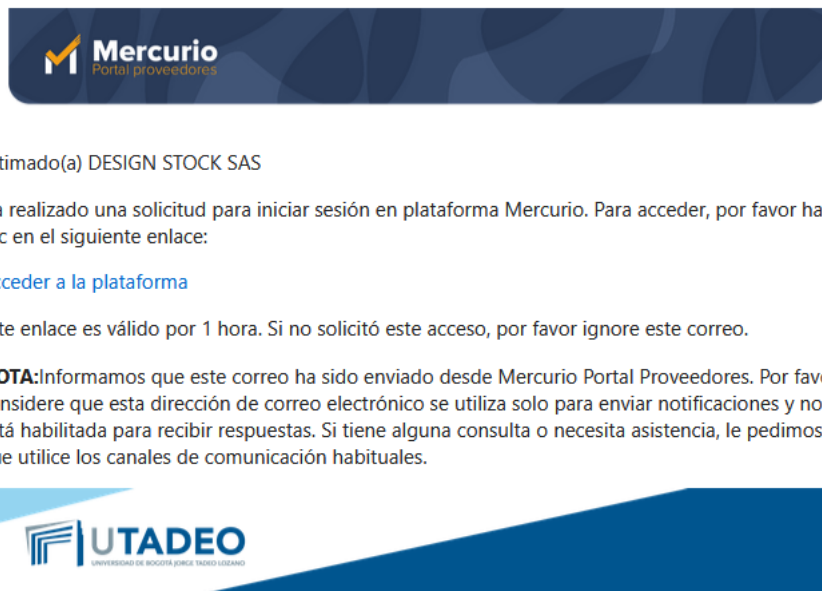 Mercurio
Portal proveedores
timado(a) DESIGN STOCK SAS
a realizado una solicitud para iniciar sesión en plataforma Mercurio. Para acceder, por favor ha
c en el siguiente enlace:
cceder a la plataforma
te enlace es válido por 1 hora. Si no solicitó este acceso, por favor ignore este correo.
OTA:Informamos que este correo ha sido enviado desde Mercurio Portal Proveedores. Por fav
nsidere que esta dirección de correo electrónico se utiliza solo para enviar notificaciones y no
tá habilitada para recibir respuestas. Si tiene alguna consulta o necesita asistencia, le pedimos
ue utilice los canales de comunicación habituales.
UTADEO
UNIVERSIDAD DE BOGOTÁ JORGE TADEO LOZANO